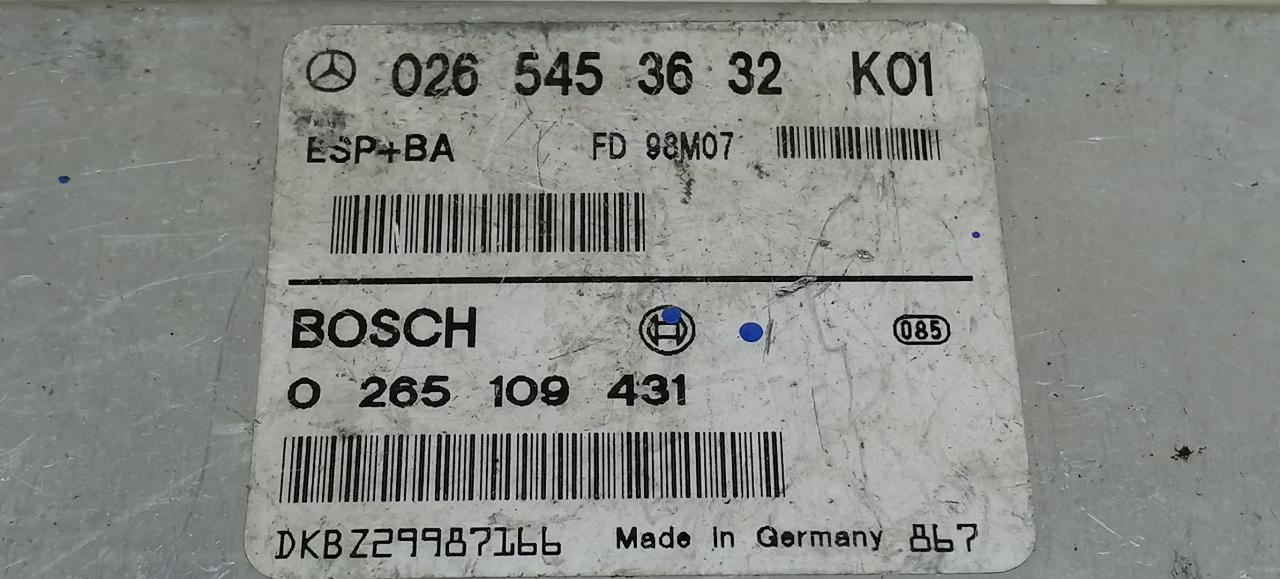 026 545 36 32 K01
ESP+BA FD 98M07
BOSCH 085
0 265 109 431
DKBZ29987166 Made In Germany 867